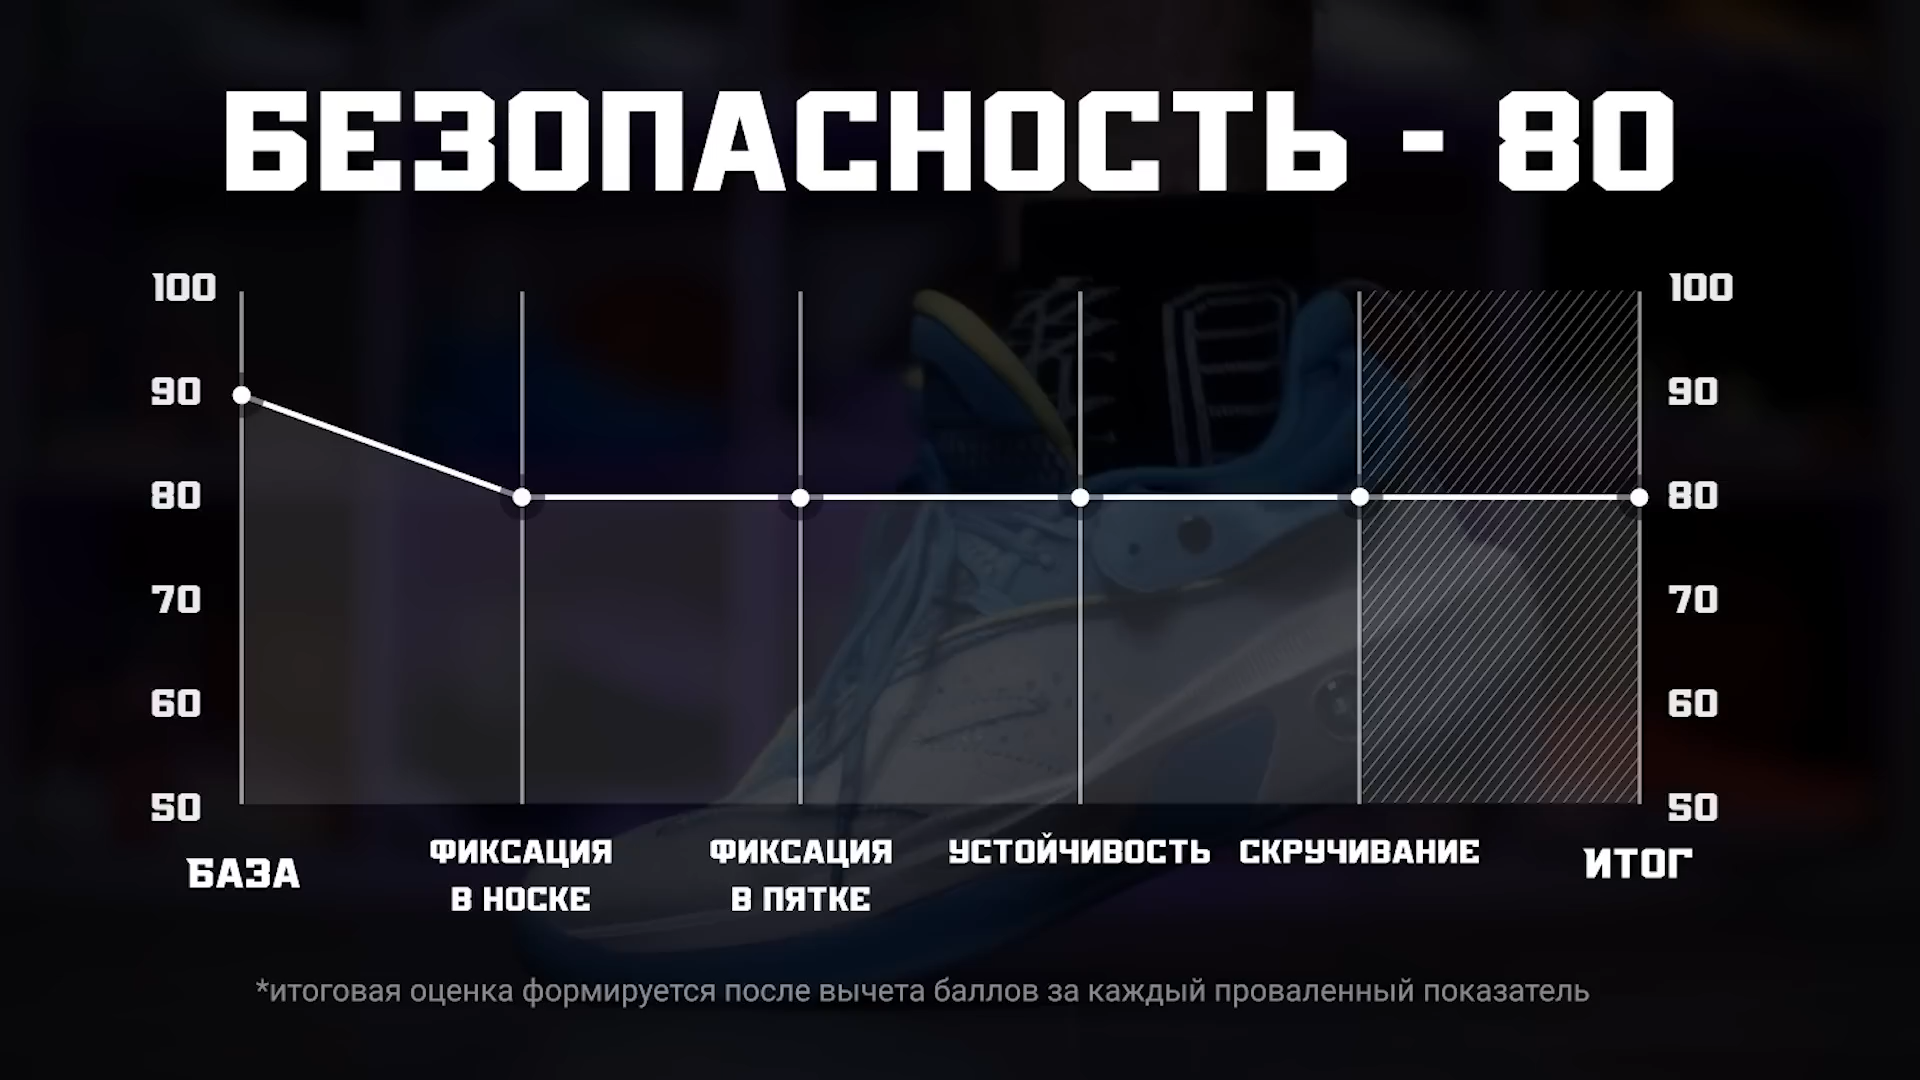 БЕЗОПАСНОСТЬ - 80
100 100
90 90
80 80
70 70
60 60
50 50
БАЗА
ФИКСАЦИЯ
В НОСКЕ
ФИКСАЦИЯ
В ПЯТКЕ
УСТОЙЧИВОСТЬ
СКРУЧИВАНИЕ
ИТОГ
*итоговая оценка формируется после вычета баллов за каждый проваленный показатель